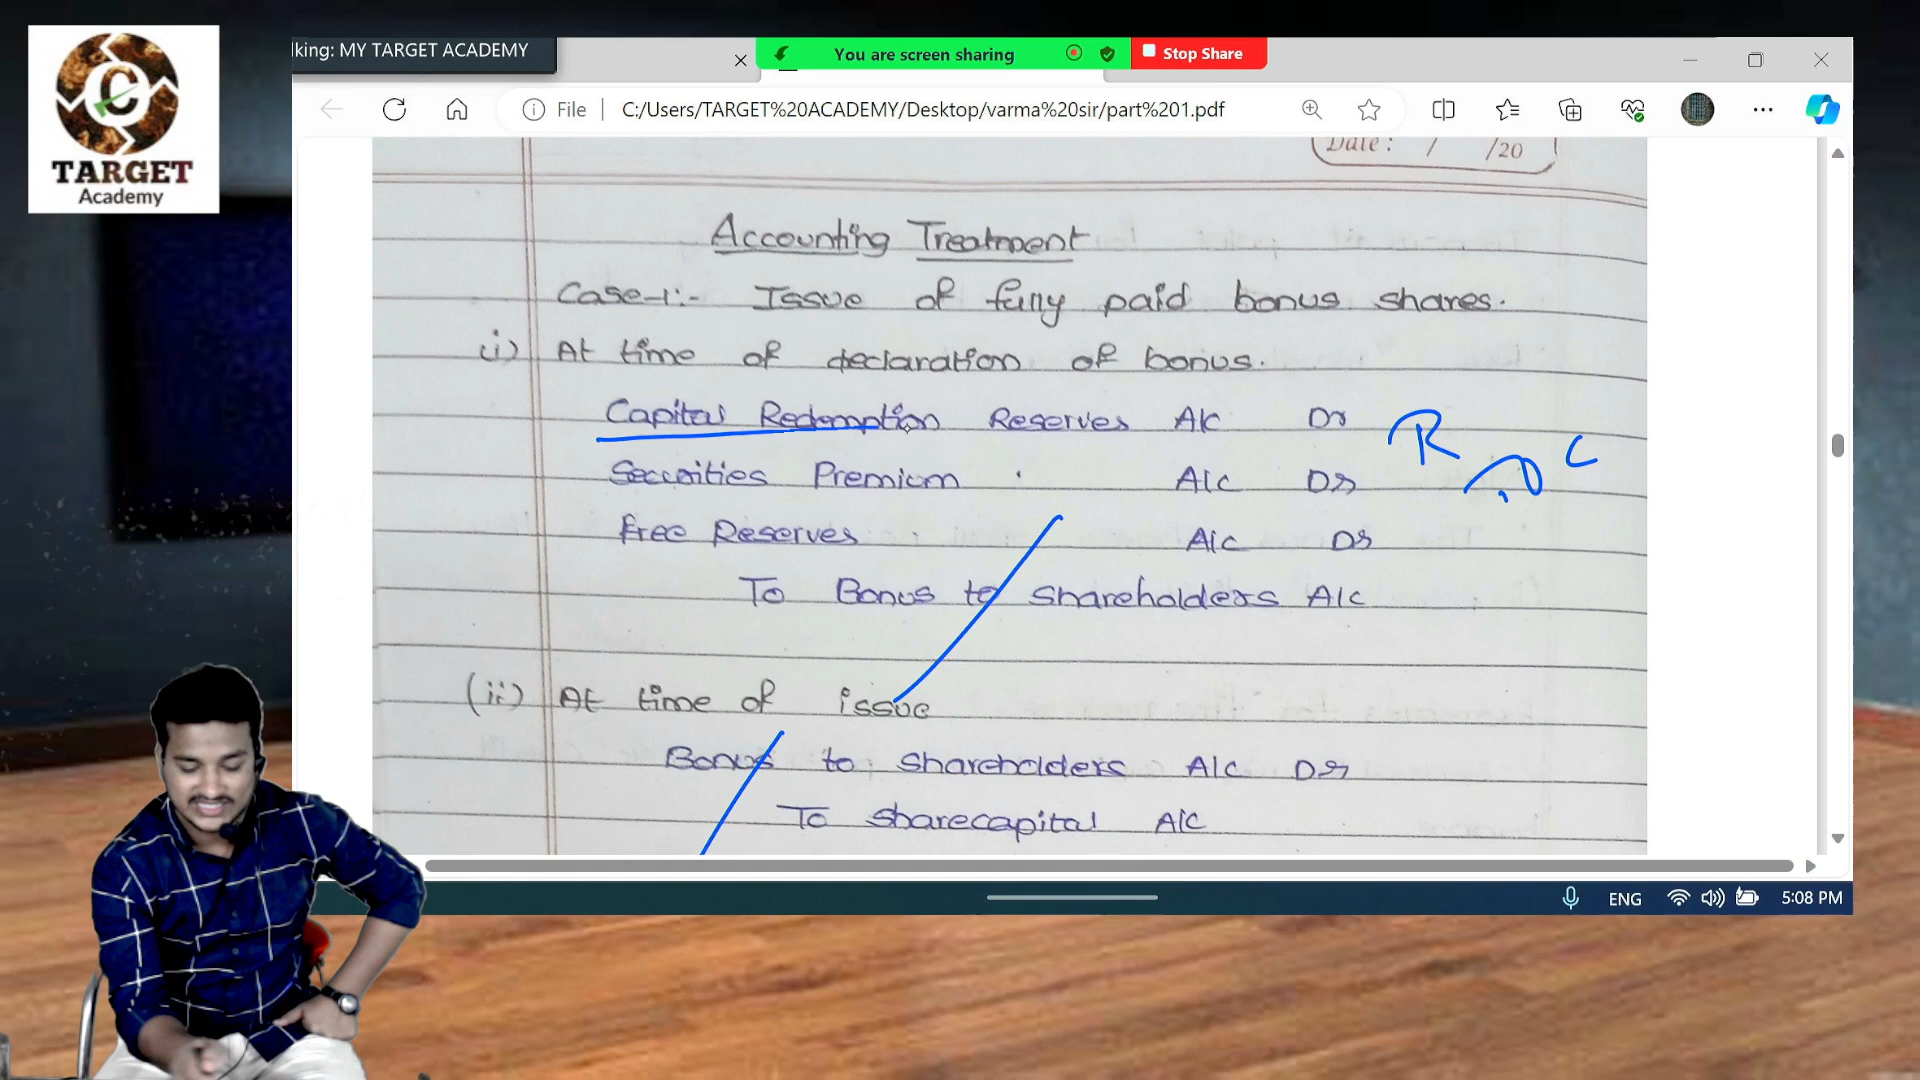 TARGET
Academy
lking: MY TARGET ACADEMY
You are screen sharing
Stop Share
File
C:/Users/TARGET%20ACADEMY/Desktop/varma%20sir/part%201.pdf
Date: / /20
Accounting Treatment
Case-1:- Issue of fully paid bonus shares.
(i) At time of declaration of bonus.
Capital Redemption Reserves A/c Dr
Securities Premium A/c Dr
Free Reserves A/c Dr
To Bonus to shareholders A/c
(ii) At time of issue
Bonus to shareholders A/c Dr
To sharecapital A/c
ENG
5:08 PM